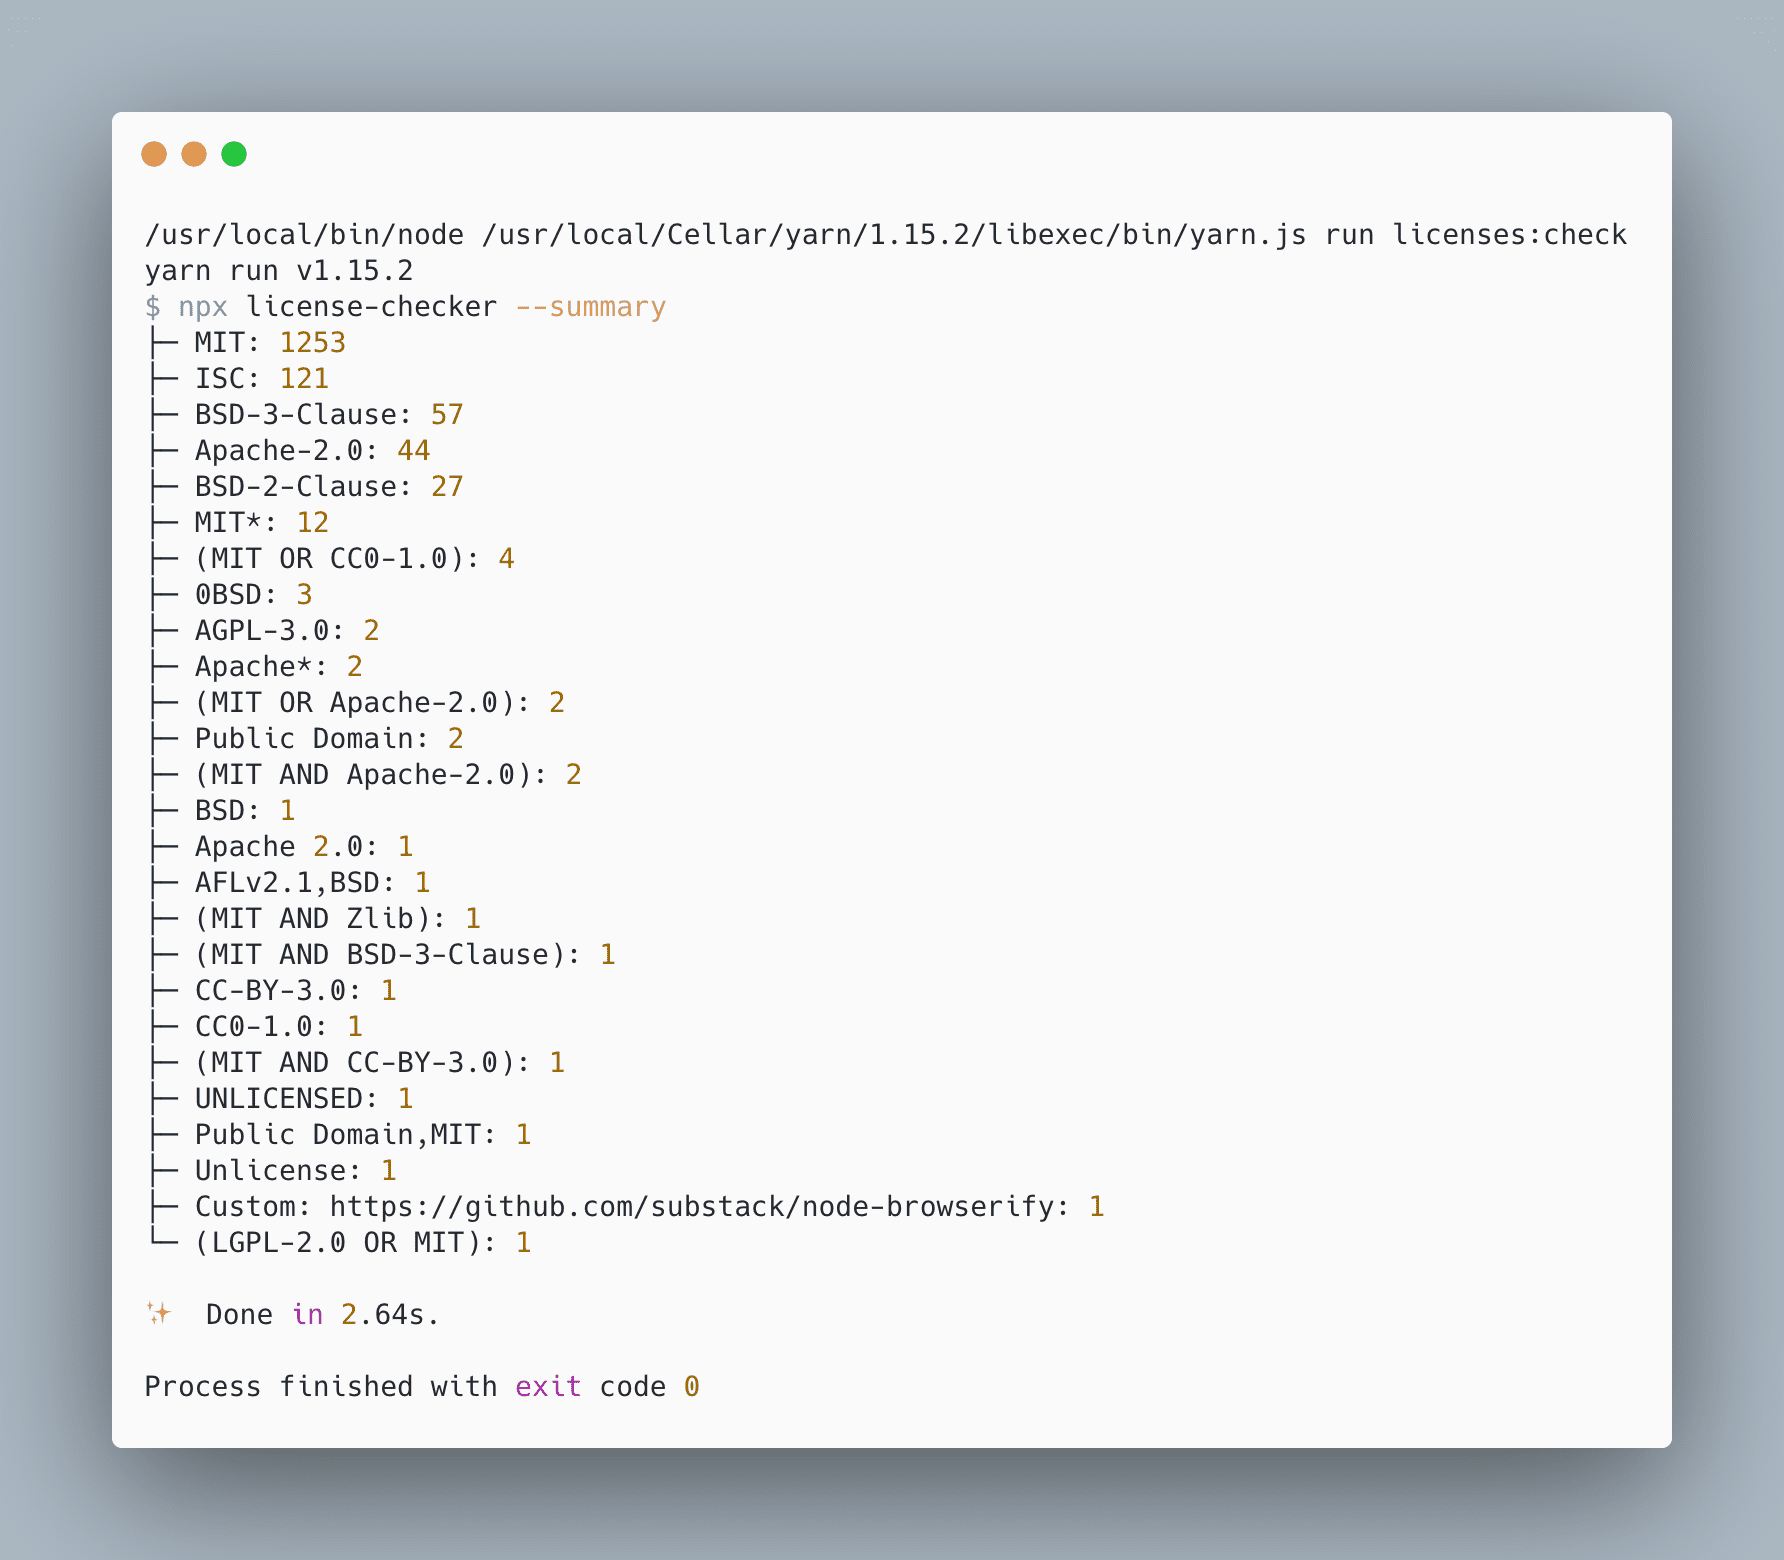 /usr/local/bin/node /usr/local/Cellar/yarn/1.15.2/libexec/bin/yarn.js run licenses:check
yarn run v1.15.2
$ npx license-checker --summary
├─ MIT: 1253
├─ ISC: 121
├─ BSD-3-Clause: 57
├─ Apache-2.0: 44
├─ BSD-2-Clause: 27
├─ MIT*: 12
├─ (MIT OR CC0-1.0): 4
├─ 0BSD: 3
├─ AGPL-3.0: 2
├─ Apache*: 2
├─ (MIT OR Apache-2.0): 2
├─ Public Domain: 2
├─ (MIT AND Apache-2.0): 2
├─ BSD: 1
├─ Apache 2.0: 1
├─ AFLv2.1,BSD: 1
├─ (MIT AND Zlib): 1
├─ (MIT AND BSD-3-Clause): 1
├─ CC-BY-3.0: 1
├─ CC0-1.0: 1
├─ (MIT AND CC-BY-3.0): 1
├─ UNLICENSED: 1
├─ Public Domain,MIT: 1
├─ Unlicense: 1
├─ Custom: https://github.com/substack/node-browserify: 1
└─ (LGPL-2.0 OR MIT): 1
✨ Done in 2.64s.
Process finished with exit code 0